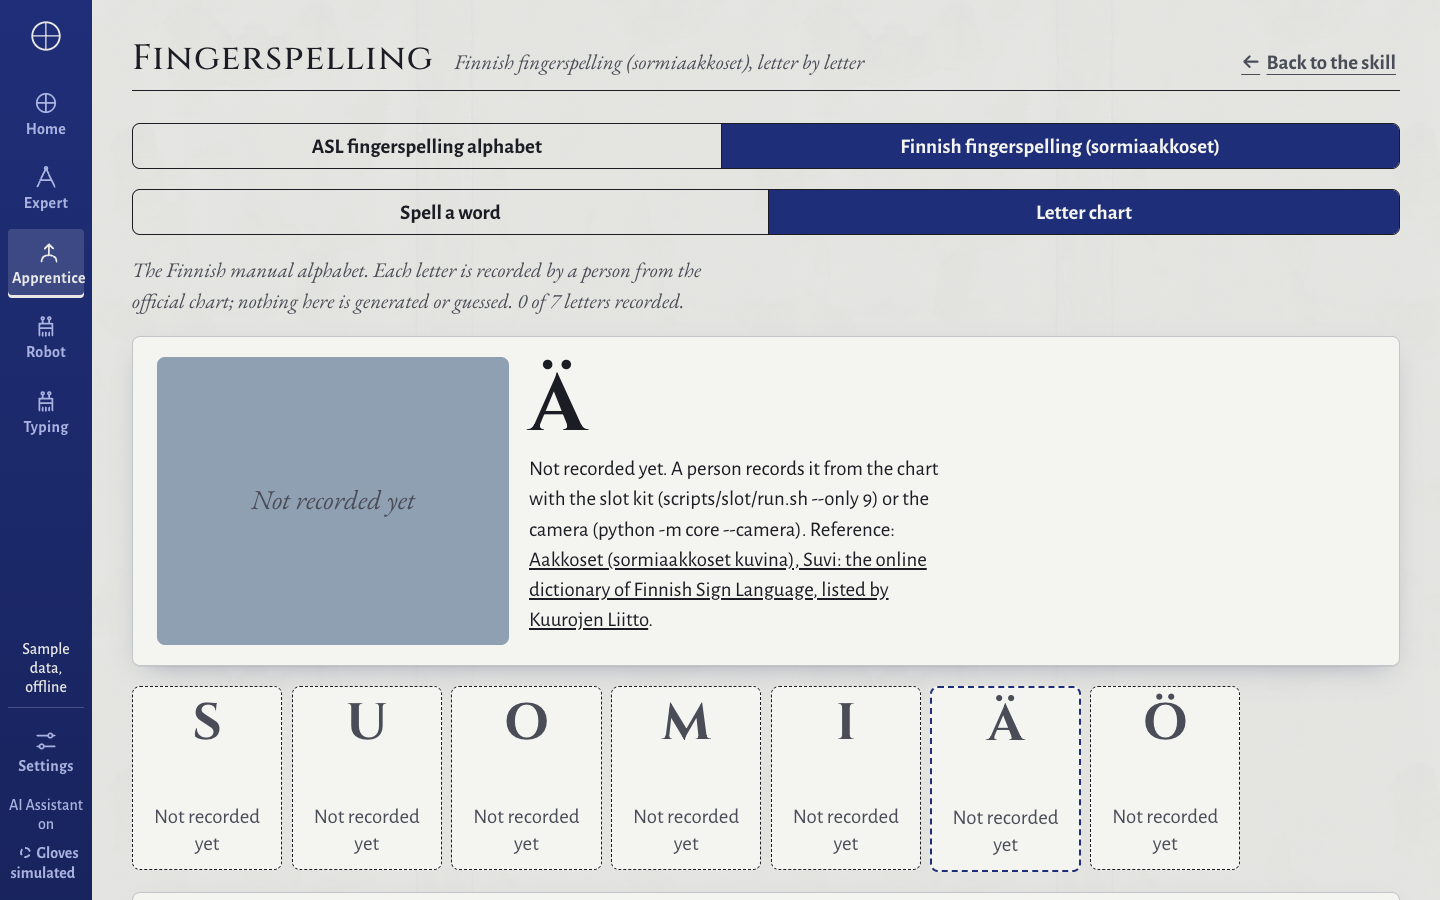 Home
Expert
Apprentice
Robot
Typing
Sample
data,
offline
Settings
AI Assistant
on
Gloves
simulated
Fingerspelling
Finnish fingerspelling (sormiaakkoset), letter by letter
Back to the skill
ASL fingerspelling alphabet
Finnish fingerspelling (sormiaakkoset)
Spell a word
Letter chart
The Finnish manual alphabet. Each letter is recorded by a person from the
official chart; nothing here is generated or guessed. 0 of 7 letters recorded.
Not recorded yet
Ä
Not recorded yet. A person records it from the chart
with the slot kit (scripts/slot/run.sh --only 9) or the
camera (python -m core --camera). Reference:
Aakkoset (sormiaakkoset kuvina), Suvi: the online
dictionary of Finnish Sign Language, listed by
Kuurojen Liitto.
S
Not recorded
yet
U
Not recorded
yet
O
Not recorded
yet
M
Not recorded
yet
I
Not recorded
yet
Ä
Not recorded
yet
Ö
Not recorded
yet